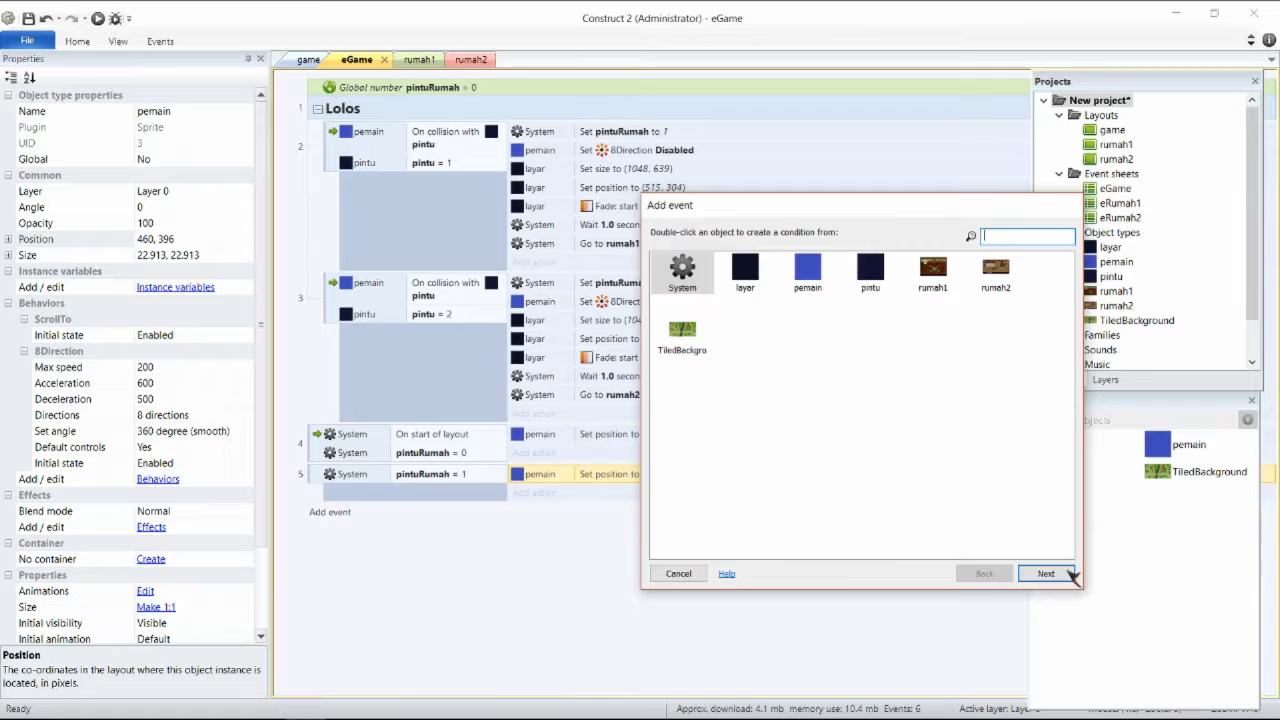 Construct 2 (Administrator) - eGame
File
Home
View
Events
Properties
Object type properties
Name pemain
Plugin Sprite
UID 3
Global No
Common
Layer Layer 0
Angle 0
Opacity 100
Position 460, 396
Size 22.913, 22.913
Instance variables
Add / edit Instance variables
Behaviors
ScrollTo
Initial state Enabled
8Direction
Max speed 200
Acceleration 600
Deceleration 500
Directions 8 directions
Set angle 360 degree (smooth)
Default controls Yes
Initial state Enabled
Add / edit Behaviors
Effects
Blend mode Normal
Add / edit Effects
Container
No container Create
Properties
Animations Edit
Size Make 1:1
Initial visibility Visible
Initial animation Default
Position
The co-ordinates in the layout where this object instance is
located, in pixels.
game
eGame
rumah1
rumah2
Global number pintuRumah = 0
1 Lolos
2 pemain On collision with pintu
pintu pintu = 1
System Set pintuRumah to 1
pemain Set 8Direction Disabled
layar Set size to (1048, 639)
layar Set position to (515, 304)
layar Fade: start
System Wait 1.0 secon
System Go to rumah1
Add action
3 pemain On collision with pintu
pintu pintu = 2
System Set pintuRuma
pemain Set 8Direct
layar Set size to (104
layar Set position to
layar Fade: start
System Wait 1.0 secon
System Go to rumah2
Add action
4 System On start of layout
System pintuRumah = 0
pemain Set position to
Add action
5 System pintuRumah = 1
pemain Set position to
Add action
Add event
Add event
Double-click an object to create a condition from:
System
layar
pemain
pintu
rumah1
rumah2
TiledBackgro
Cancel
Help
Back
Next
Projects
New project*
Layouts
game
rumah1
rumah2
Event sheets
eGame
eRumah1
eRumah2
Object types
layar
pemain
pintu
rumah1
rumah2
TiledBackground
Families
Sounds
Music
Layers
bjects
pemain
TiledBackground
Ready
Approx. download: 4.1 mb
memory use: 10.4 mb
Events: 6